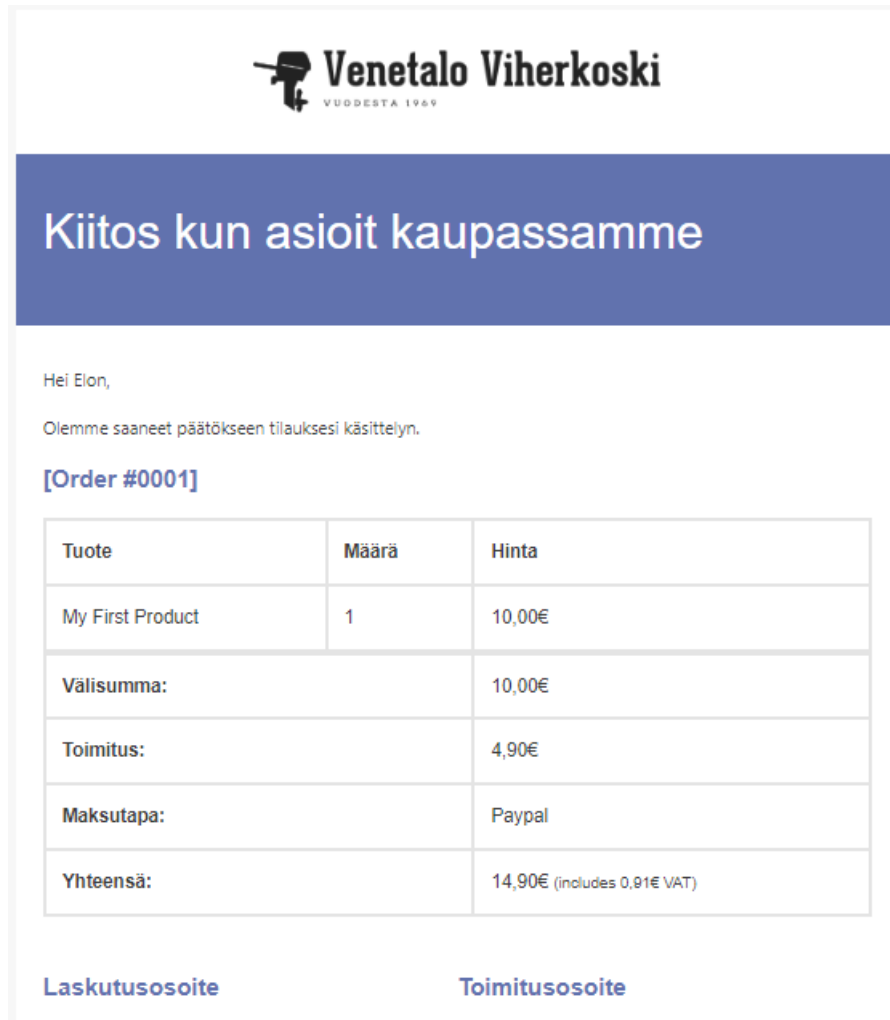 Venetalo Viherkoski
VUODESTA 1969
Kiitos kun asioit kaupassamme
Hei Elon,
Olemme saaneet päätökseen tilauksesi käsittelyn.
[Order #0001]
Tuote Määrä Hinta
My First Product 1 10,00€
Välisumma: 10,00€
Toimitus: 4,90€
Maksutapa: Paypal
Yhteensä: 14,90€ (includes 0,91€ VAT)
Laskutusosoite Toimitusosoite